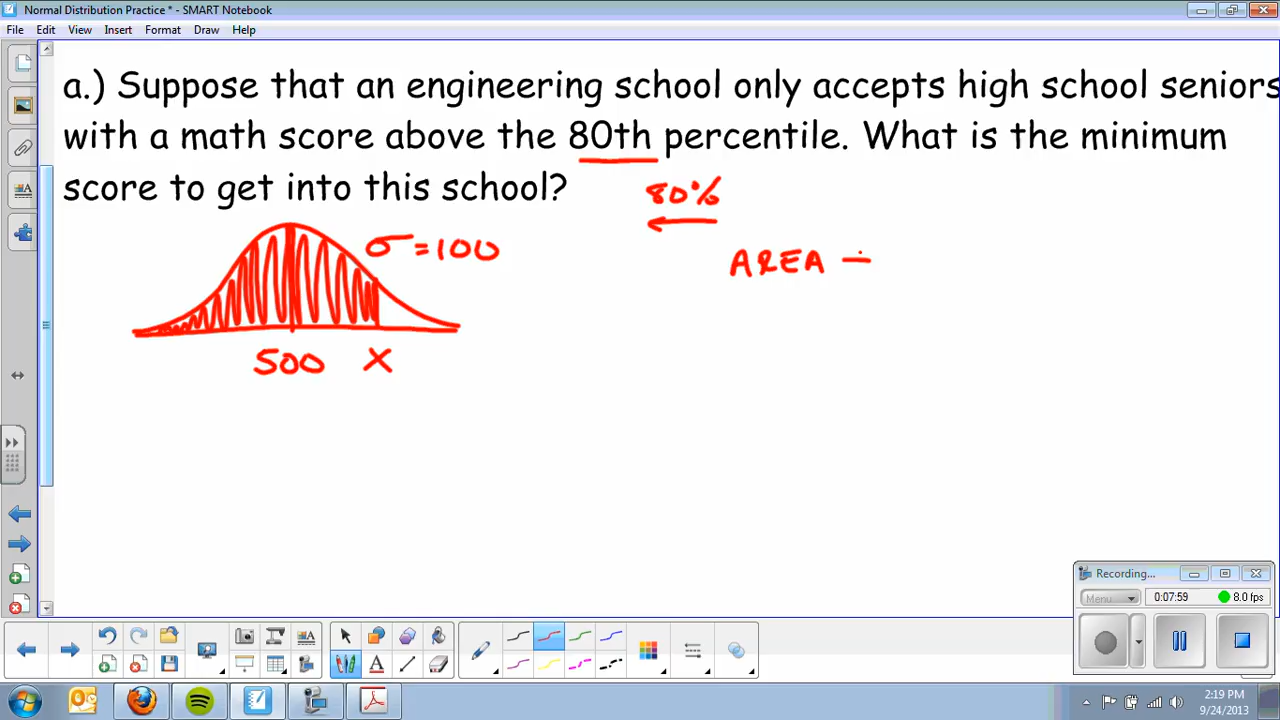 Normal Distribution Practice * - SMART Notebook
File Edit View Insert Format Draw Help
a.) Suppose that an engineering school only accepts high school seniors
with a math score above the 80th percentile. What is the minimum
score to get into this school?
80%
σ = 100
AREA
500 X
Recording...
Menu
0:07:59
8.0 fps
2:19 PM
9/24/2013